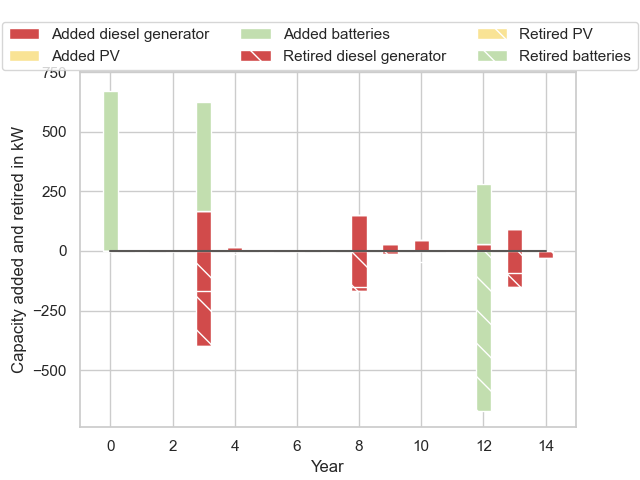 Added diesel generator Added batteries Retired PV
Added PV Retired diesel generator Retired batteries
750
500
250
0
−250
−500
Capacity added and retired in kW
0 2 4 6 8 10 12 14
Year